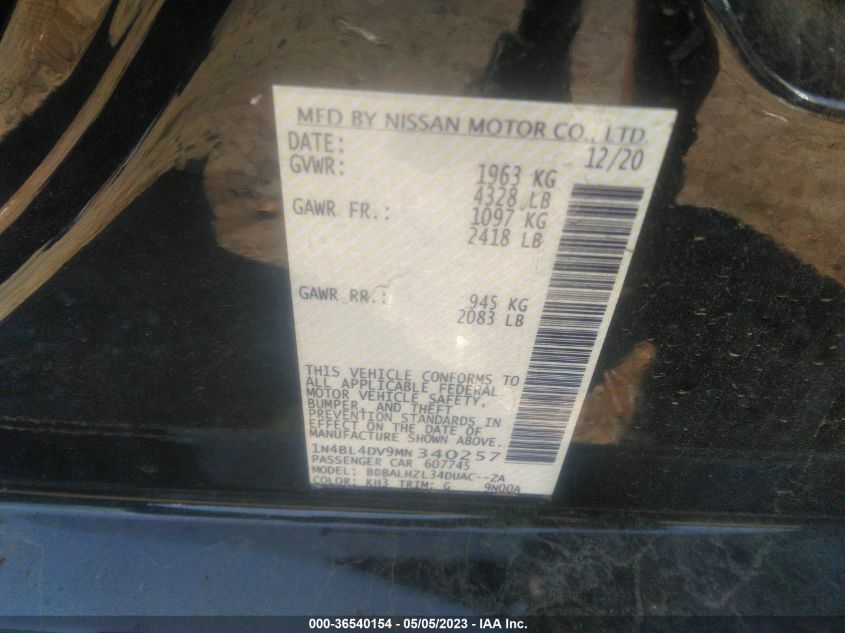 MFD BY NISSAN MOTOR CO., LTD.
DATE: 12/20
GVWR: 1963 KG
4328 LB
GAWR FR.: 1097 KG
2418 LB
GAWR RR.: 945 KG
2083 LB
THIS VEHICLE CONFORMS TO
ALL APPLICABLE FEDERAL
MOTOR VEHICLE SAFETY,
BUMPER, AND THEFT
PREVENTION STANDARDS IN
EFFECT ON THE DATE OF
MANUFACTURE SHOWN ABOVE.
1N4BL4DV9MN340257
PASSENGER CAR 607745
MODEL: BDBALHZL34DUAC--ZA
COLOR: KH3 TRIM: G 9N00A
000-36540154 - 05/05/2023 - IAA Inc.